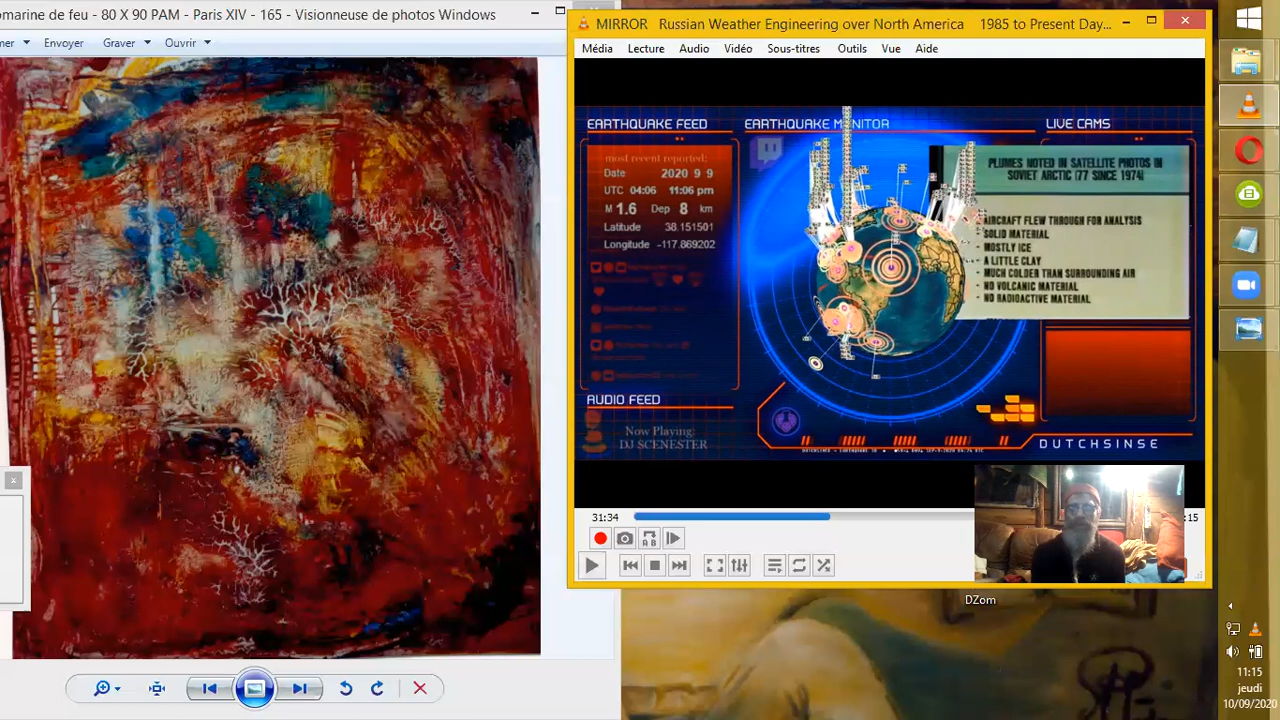 marine de feu - 80 X 90 PAM - Paris XIV - 165 - Visionneuse de photos Windows
Envoyer Graver Ouvrir
MIRROR Russian Weather Engineering over North America 1985 to Present Day...
Média Lecture Audio Vidéo Sous-titres Outils Vue Aide
EARTHQUAKE FEED
EARTHQUAKE MONITOR
LIVE CAMS
most recent reported:
Date 2020 9 9
UTC 04:06 11:06 pm
M 1.6 Dep 8 km
Latitude 38.151501
Longitude -117.869202
PLUMES NOTED IN SATELLITE PHOTOS IN
SOVIET ARCTIC (77 SINCE 1974)
- AIRCRAFT FLEW THROUGH FOR ANALYSIS
- SOLID MATERIAL
- MOSTLY ICE
- A LITTLE CLAY
- MUCH COLDER THAN SURROUNDING AIR
- NO VOLCANIC MATERIAL
- NO RADIOACTIVE MATERIAL
AUDIO FEED
Now Playing:
DJ SCENESTER
DUTCHSINSE
31:34
:15
DZom
11:15
jeudi
10/09/2020